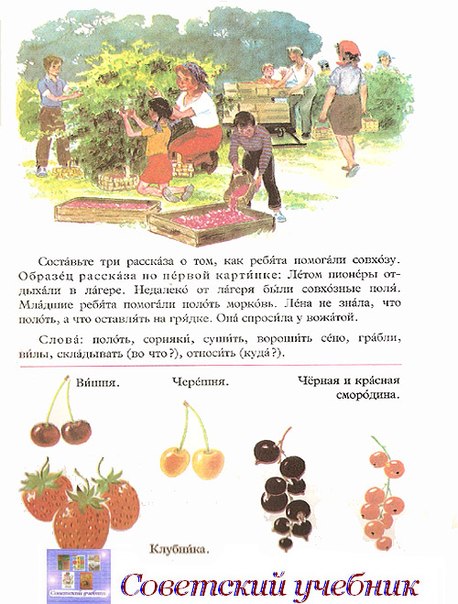 Соста́вьте три расска́за о том, как ребя́та помога́ли совхо́зу.
Образе́ц расска́за по пе́рвой карти́нке: Ле́том пионе́ры от-
дыха́ли в ла́гере. Недалеко́ от ла́геря бы́ли совхо́зные поля́.
Мла́дшие ребя́та помога́ли поло́ть морко́вь. Ле́на не зна́ла, что
поло́ть, а что оставля́ть на гря́дке. Она́ спроси́ла у вожа́той.
Слова́: поло́ть, сорняки́, суши́ть, вороши́ть се́но, гра́бли,
ви́лы, скла́дывать (во что?), относи́ть (куда́?).
Ви́шня.
Чере́шня.
Чёрная и кра́сная
сморо́дина.
Клубни́ка.
Советский учебник
Советский учебник